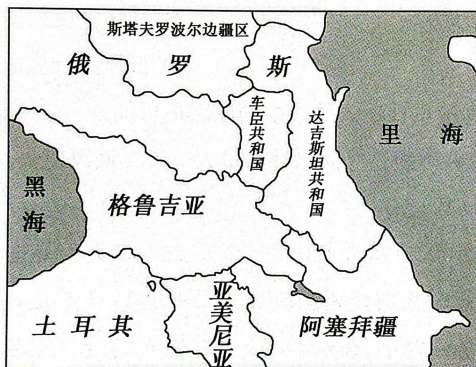 斯塔夫罗波尔边疆区
俄 罗 斯
车臣共和国
达吉斯坦共和国
里 海
黑海
格鲁吉亚
土 耳 其
亚美尼亚
阿塞拜疆